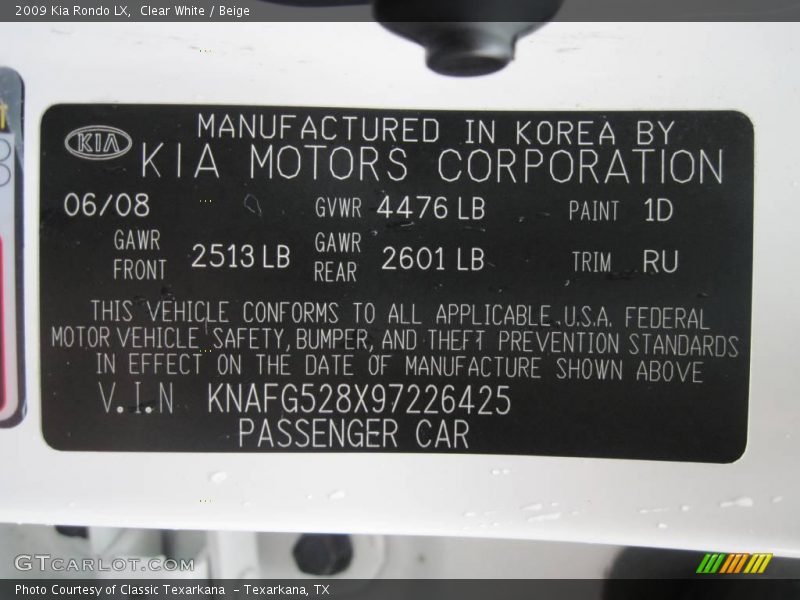 2009 Kia Rondo LX, Clear White / Beige
KIA
MANUFACTURED IN KOREA BY
KIA MOTORS CORPORATION
06/08 GVWR 4476 LB PAINT 1D
GAWR FRONT 2513 LB GAWR REAR 2601 LB TRIM RU
THIS VEHICLE CONFORMS TO ALL APPLICABLE U.S.A. FEDERAL
MOTOR VEHICLE SAFETY, BUMPER, AND THEFT PREVENTION STANDARDS
IN EFFECT ON THE DATE OF MANUFACTURE SHOWN ABOVE
V.I.N KNAFG528X97226425
PASSENGER CAR
GTCARLOT.COM
Photo Courtesy of Classic Texarkana - Texarkana, TX